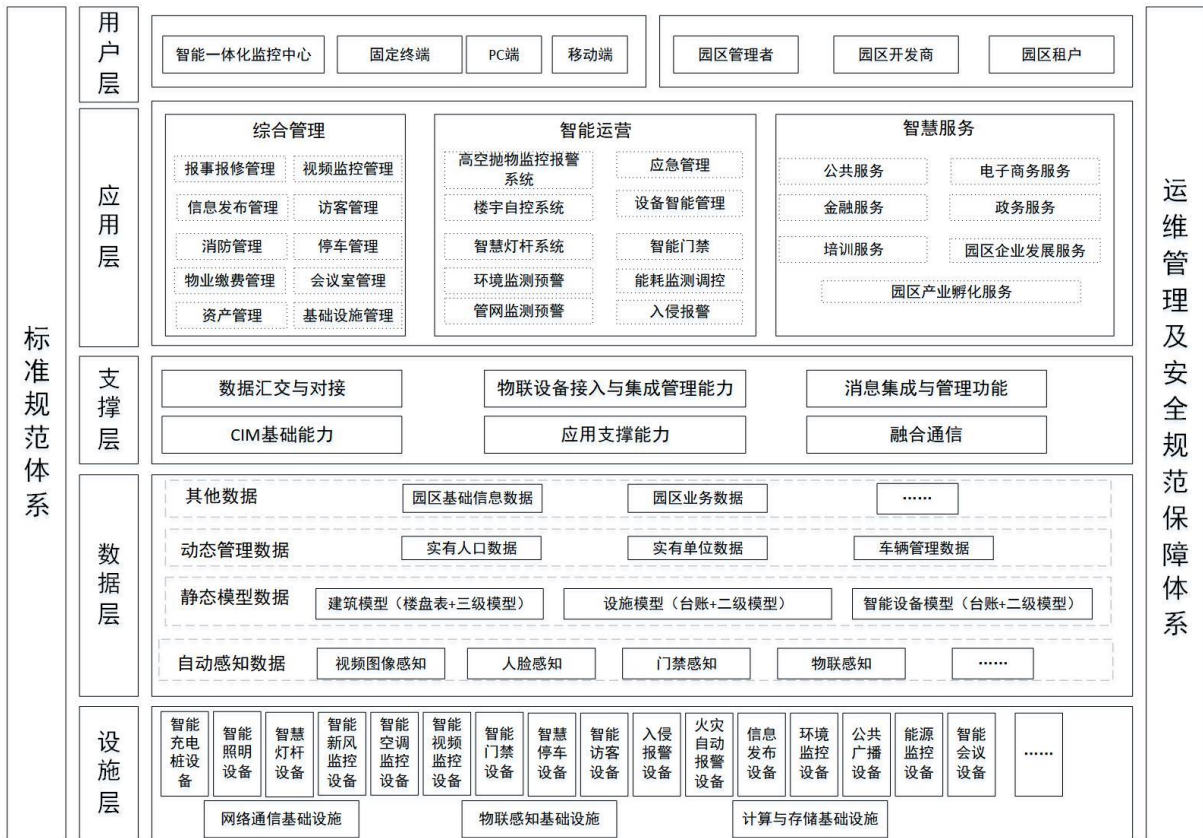 标准规范体系
用户层
智能一体化监控中心
固定终端
PC端
移动端
园区管理者
园区开发商
园区租户
应用层
综合管理
报事报修管理
视频监控管理
信息发布管理
访客管理
消防管理
停车管理
物业缴费管理
会议室管理
资产管理
基础设施管理
智能运营
高空抛物监控报警
系统
应急管理
楼宇自控系统
设备智能管理
智慧灯杆系统
智能门禁
环境监测预警
能耗监测调控
管网监测预警
入侵报警
智慧服务
公共服务
电子商务服务
金融服务
政务服务
培训服务
园区企业发展服务
园区产业孵化服务
支撑层
数据汇交与对接
物联设备接入与集成管理能力
消息集成与管理功能
CIM基础能力
应用支撑能力
融合通信
数据层
其他数据
园区基础信息数据
园区业务数据
……
动态管理数据
实有人口数据
实有单位数据
车辆管理数据
静态模型数据
建筑模型（楼盘表+三级模型）
设施模型（台账+二级模型）
智能设备模型（台账+二级模型）
自动感知数据
视频图像感知
人脸感知
门禁感知
物联感知
……
设施层
智能
充电
桩设备
智能
照明
设备
智慧
灯杆
设备
智能
新风
监控
设备
智能
空调
监控
设备
智能
视频
监控
设备
智能
门禁
设备
智慧
停车
设备
智能
访客
设备
入侵
报警
设备
火灾
自动
报警
设备
信息
发布
设备
环境
监控
设备
公共
广播
设备
能源
监控
设备
智能
会议
设备
……
网络通信基础设施
物联感知基础设施
计算与存储基础设施
运维管理及安全规范保障体系